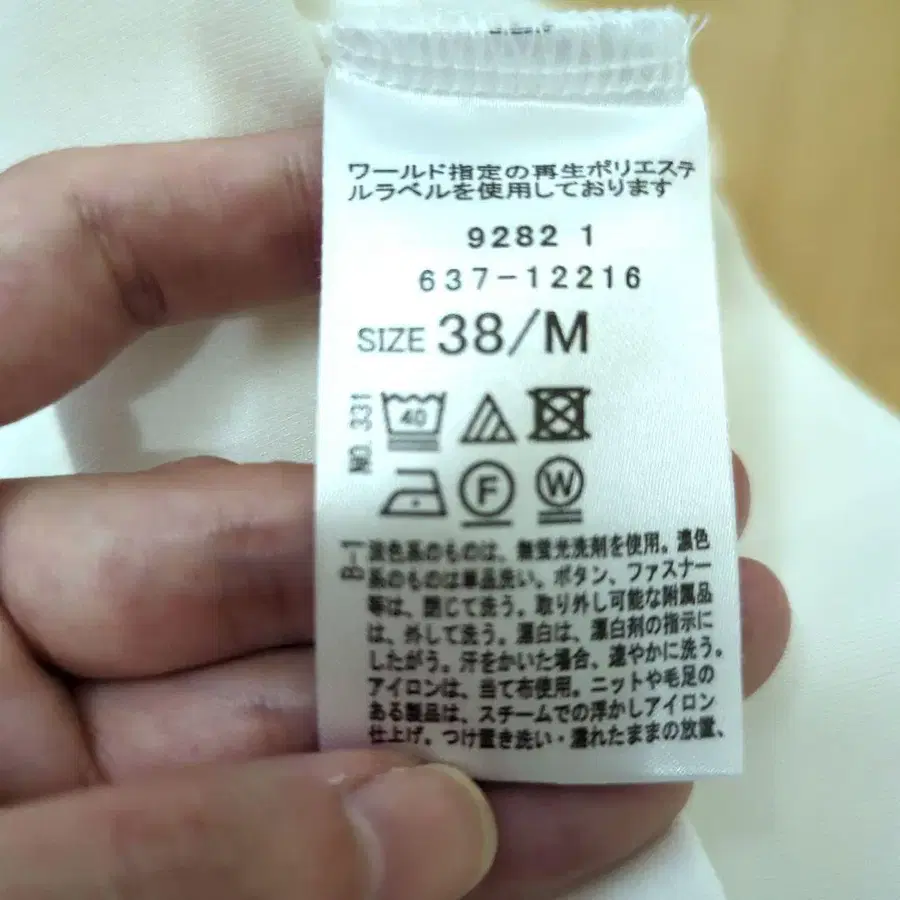 ワールド指定の再生ポリエステ
ルラベルを使用しております
9282 1
637-12216
SIZE 38/M
NO. 331
40
F
W
B-1
淡色系のものは、無蛍光洗剤を使用。濃色
系のものは単品洗い。ボタン、ファスナー
等は、閉じて洗う。取り外し可能な附属品
は、外して洗う。漂白は、漂白剤の指示に
したがう。汗をかいた場合、速やかに洗う。
アイロンは、当て布使用。ニットや毛足の
ある製品は、スチームでの浮かしアイロン
仕上げ。つけ置き洗い・濡れたままの放置、